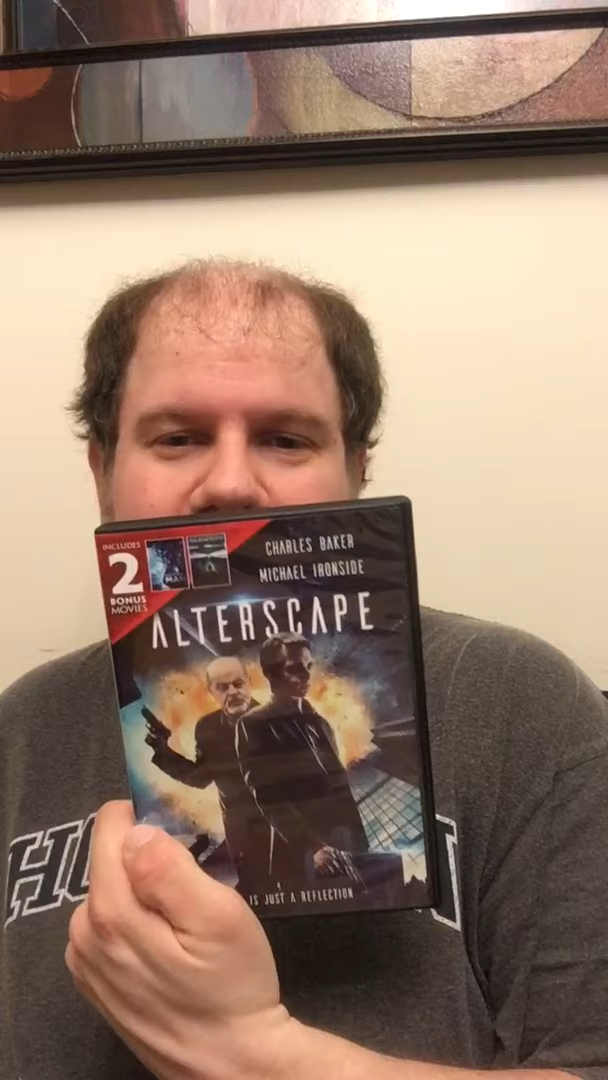 INCLUDES
2
BONUS
MOVIES
CHARLES BAKER
MICHAEL IRONSIDE
ALTERSCAPE
IS JUST A REFLECTION